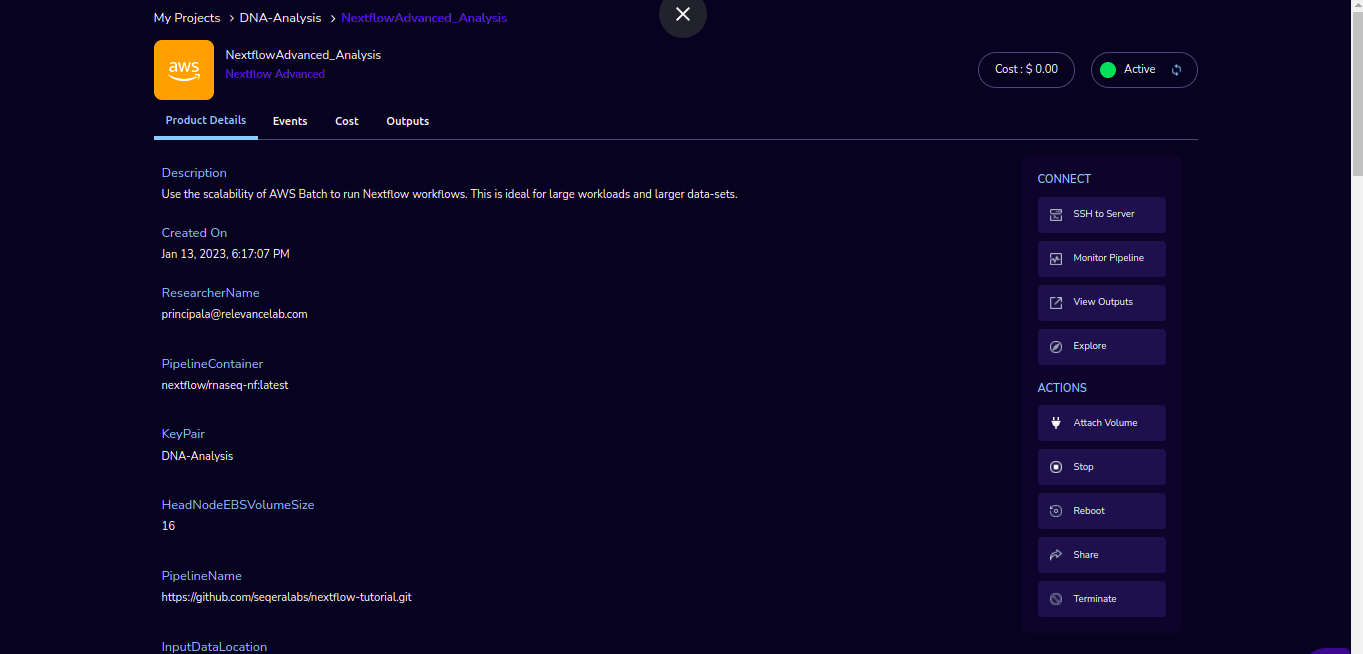 My Projects > DNA-Analysis > NextflowAdvanced_Analysis
aws
NextflowAdvanced_Analysis
Nextflow Advanced
Cost : $ 0.00
Active
Product Details
Events
Cost
Outputs
Description
Use the scalability of AWS Batch to run Nextflow workflows. This is ideal for large workloads and larger data-sets.
Created On
Jan 13, 2023, 6:17:07 PM
ResearcherName
principala@relevancelab.com
PipelineContainer
nextflow/rnaseq-nf:latest
KeyPair
DNA-Analysis
HeadNodeEBSVolumeSize
16
PipelineName
https://github.com/seqeralabs/nextflow-tutorial.git
InputDataLocation
CONNECT
SSH to Server
Monitor Pipeline
View Outputs
Explore
ACTIONS
Attach Volume
Stop
Reboot
Share
Terminate